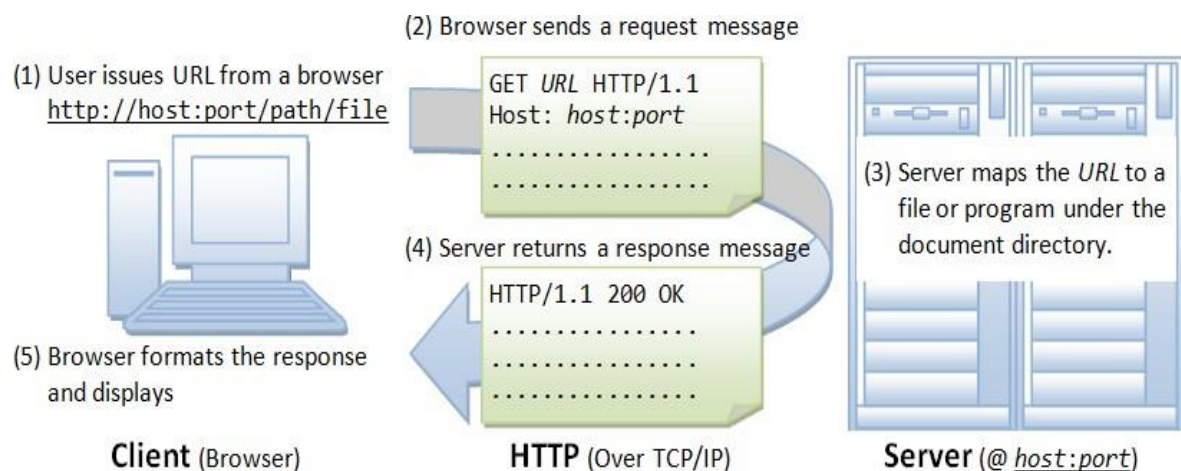 (1) User issues URL from a browser
http://host:port/path/file
(2) Browser sends a request message
GET URL HTTP/1.1
Host: host:port
..................
..................
(3) Server maps the URL to a
file or program under the
document directory.
(4) Server returns a response message
HTTP/1.1 200 OK
.................
.................
.................
(5) Browser formats the response
and displays
Client (Browser)
HTTP (Over TCP/IP)
Server (@ host:port)